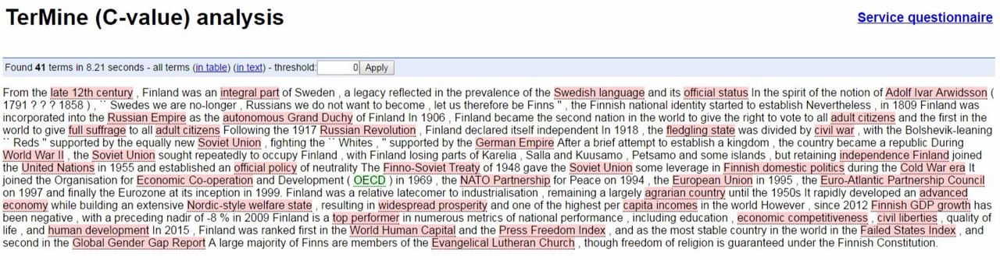 TerMine (C-value) analysis
Service questionnaire
Found 41 terms in 8.21 seconds - all terms (in table) (in text) - threshold: 0 Apply
From the late 12th century , Finland was an integral part of Sweden , a legacy reflected in the prevalence of the Swedish language and its official status In the spirit of the notion of Adolf Ivar Arwidsson (
1791 ? ? ? 1858 ) , `` Swedes we are no-longer , Russians we do not want to become , let us therefore be Finns " , the Finnish national identity started to establish Nevertheless , in 1809 Finland was
incorporated into the Russian Empire as the autonomous Grand Duchy of Finland In 1906 , Finland became the second nation in the world to give the right to vote to all adult citizens and the first in the
world to give full suffrage to all adult citizens Following the 1917 Russian Revolution , Finland declared itself independent In 1918 , the fledgling state was divided by civil war , with the Bolshevik-leaning
`` Reds " supported by the equally new Soviet Union , fighting the `` Whites , " supported by the German Empire After a brief attempt to establish a kingdom , the country became a republic During
World War II , the Soviet Union sought repeatedly to occupy Finland , with Finland losing parts of Karelia , Salla and Kuusamo , Petsamo and some islands , but retaining independence Finland joined
the United Nations in 1955 and established an official policy of neutrality The Finno-Soviet Treaty of 1948 gave the Soviet Union some leverage in Finnish domestic politics during the Cold War era It
joined the Organisation for Economic Co-operation and Development ( OECD ) in 1969 , the NATO Partnership for Peace on 1994 , the European Union in 1995 , the Euro-Atlantic Partnership Council
on 1997 and finally the Eurozone at its inception in 1999. Finland was a relative latecomer to industrialisation , remaining a largely agrarian country until the 1950s It rapidly developed an advanced
economy while building an extensive Nordic-style welfare state , resulting in widespread prosperity and one of the highest per capita incomes in the world However , since 2012 Finnish GDP growth has
been negative , with a preceding nadir of -8 % in 2009 Finland is a top performer in numerous metrics of national performance , including education , economic competitiveness , civil liberties , quality of
life , and human development In 2015 , Finland was ranked first in the World Human Capital and the Press Freedom Index , and as the most stable country in the world in the Failed States Index , and
second in the Global Gender Gap Report A large majority of Finns are members of the Evangelical Lutheran Church , though freedom of religion is guaranteed under the Finnish Constitution.